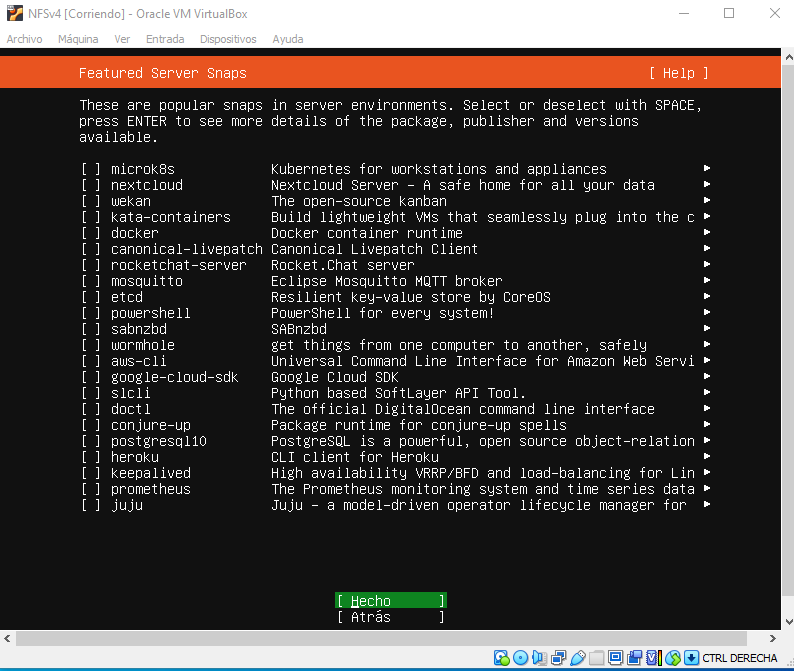 NFSv4 [Corriendo] - Oracle VM VirtualBox
Archivo Máquina Ver Entrada Dispositivos Ayuda
Featured Server Snaps [ Help ]
These are popular snaps in server environments. Select or deselect with SPACE,
press ENTER to see more details of the package, publisher and versions
available.
[ ] microk8s Kubernetes for workstations and appliances ▸
[ ] nextcloud Nextcloud Server - A safe home for all your data ▸
[ ] wekan The open-source kanban ▸
[ ] kata-containers Build lightweight VMs that seamlessly plug into the c ▸
[ ] docker Docker container runtime ▸
[ ] canonical-livepatch Canonical Livepatch Client ▸
[ ] rocketchat-server Rocket.Chat server ▸
[ ] mosquitto Eclipse Mosquitto MQTT broker ▸
[ ] etcd Resilient key-value store by CoreOS ▸
[ ] powershell PowerShell for every system! ▸
[ ] sabnzbd SABnzbd ▸
[ ] wormhole get things from one computer to another, safely ▸
[ ] aws-cli Universal Command Line Interface for Amazon Web Servi ▸
[ ] google-cloud-sdk Google Cloud SDK ▸
[ ] slcli Python based SoftLayer API Tool. ▸
[ ] doctl The official DigitalOcean command line interface ▸
[ ] conjure-up Package runtime for conjure-up spells ▸
[ ] postgresql10 PostgreSQL is a powerful, open source object-relation ▸
[ ] heroku CLI client for Heroku ▸
[ ] keepalived High availability VRRP/BFD and load-balancing for Lin ▸
[ ] prometheus The Prometheus monitoring system and time series data ▸
[ ] juju Juju - a model-driven operator lifecycle manager for ▸
[ Hecho ]
[ Atrás ]
CTRL DERECHA